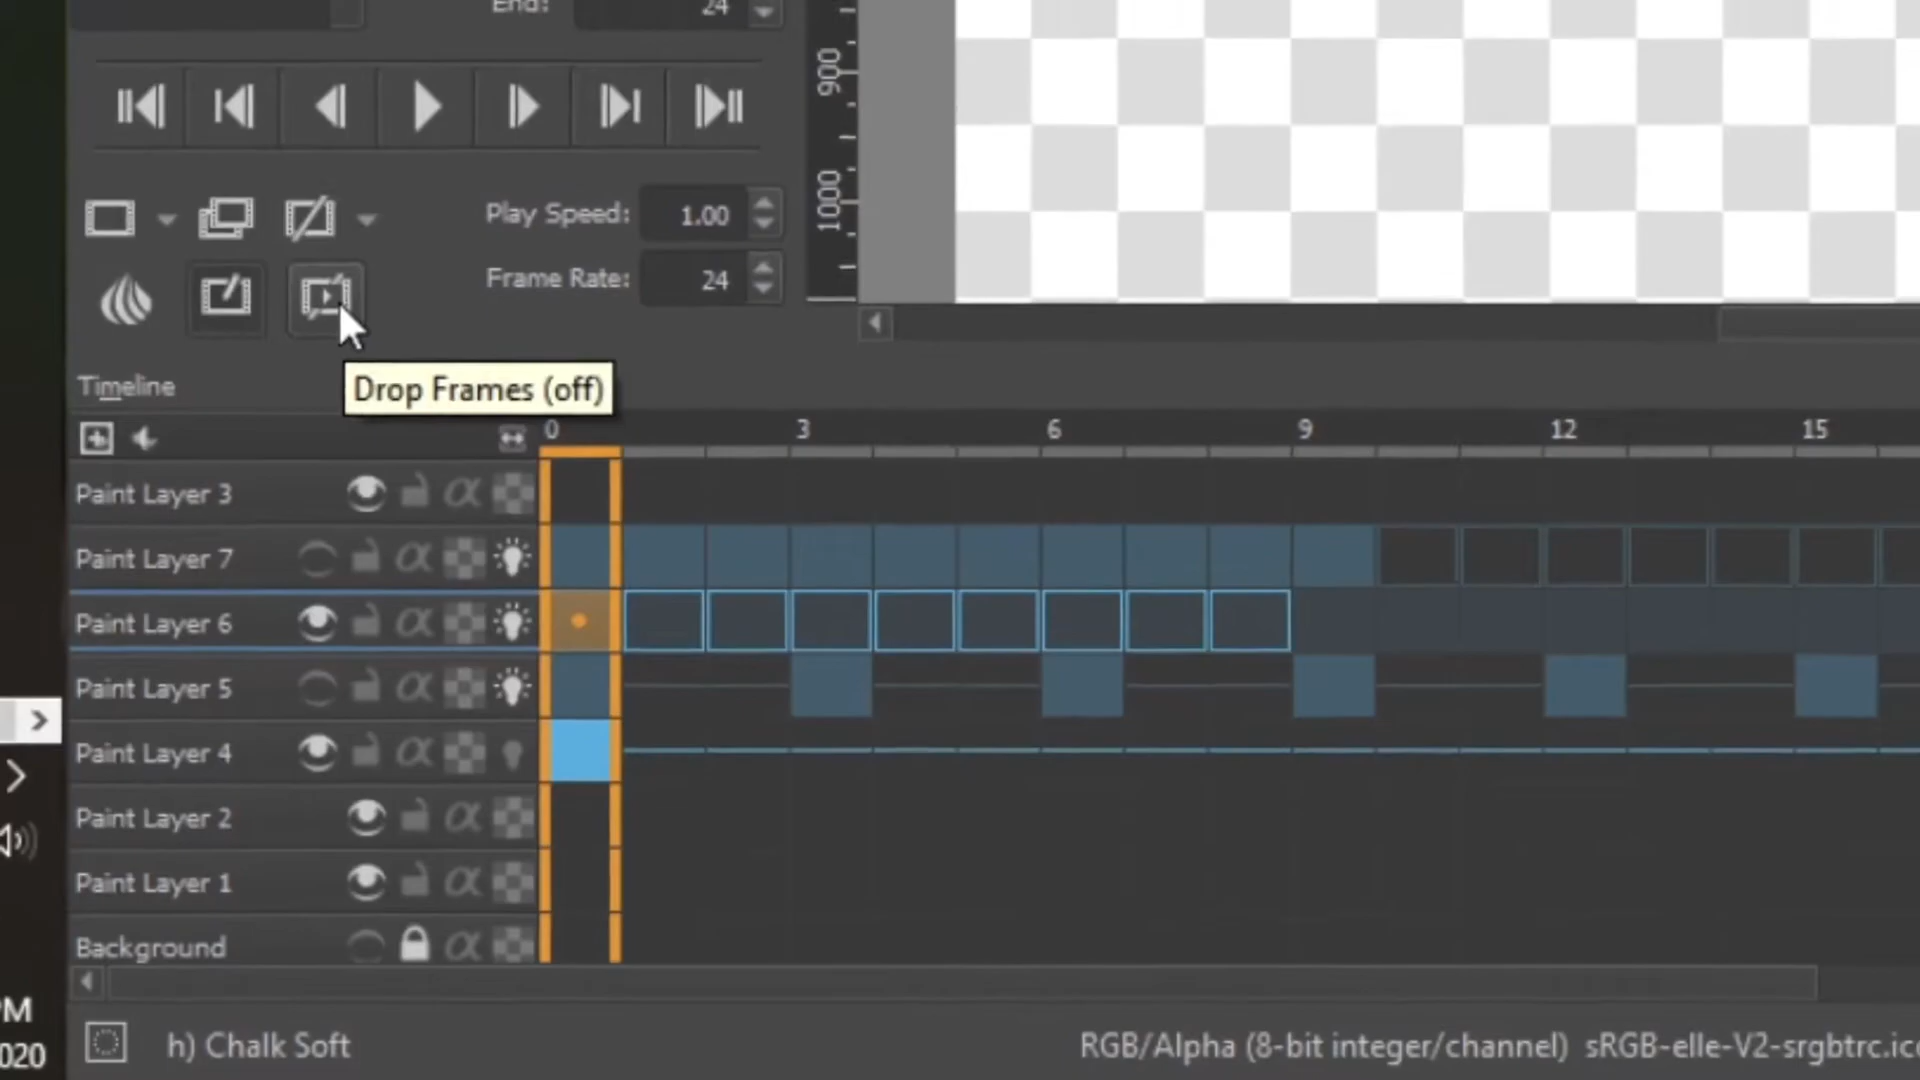 End: 24
900
1000
Play Speed: 1.00
Frame Rate: 24
Drop Frames (off)
Timeline
0 3 6 9 12 15
Paint Layer 3
Paint Layer 7
Paint Layer 6
Paint Layer 5
Paint Layer 4
Paint Layer 2
Paint Layer 1
Background
PM
020
h) Chalk Soft
RGB/Alpha (8-bit integer/channel) sRGB-elle-V2-srgbtrc.icc